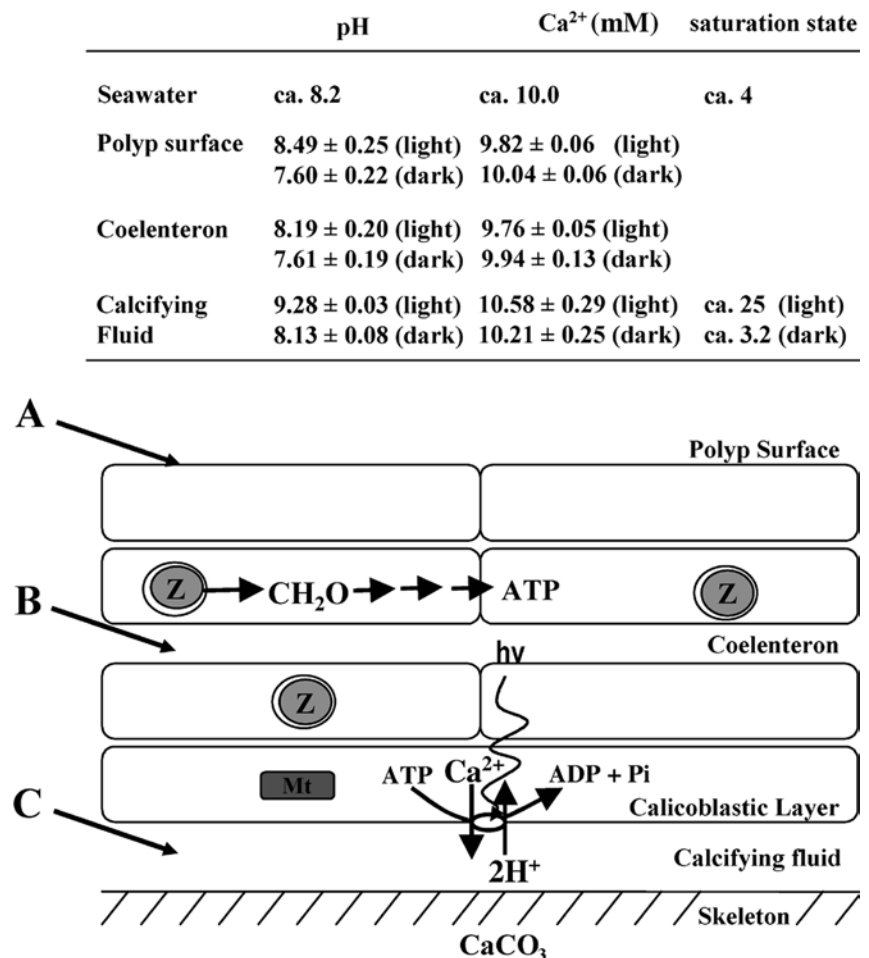 pH Ca²⁺ (mM) saturation state
Seawater ca. 8.2 ca. 10.0 ca. 4
Polyp surface 8.49 ± 0.25 (light) 9.82 ± 0.06 (light)
7.60 ± 0.22 (dark) 10.04 ± 0.06 (dark)
Coelenteron 8.19 ± 0.20 (light) 9.76 ± 0.05 (light)
7.61 ± 0.19 (dark) 9.94 ± 0.13 (dark)
Calcifying 9.28 ± 0.03 (light) 10.58 ± 0.29 (light) ca. 25 (light)
Fluid 8.13 ± 0.08 (dark) 10.21 ± 0.25 (dark) ca. 3.2 (dark)
A
Polyp Surface
Z CH₂O ATP Z
B
Coelenteron
hν
Z
Mt ATP Ca²⁺ ADP + Pi
C
Calicoblastic Layer
Calcifying fluid
2H⁺
Skeleton
CaCO₃